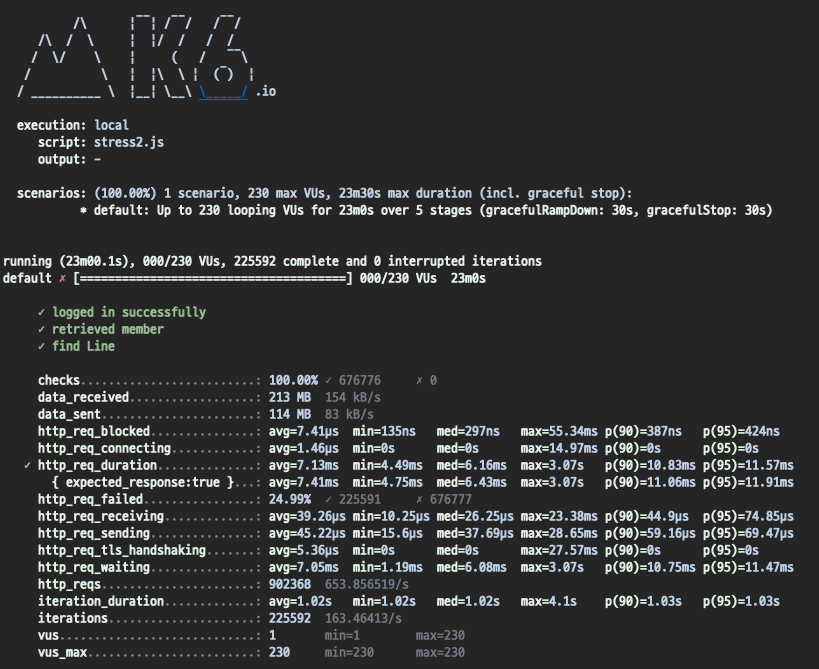 .io
execution: local
script: stress2.js
output: -
scenarios: (100.00%) 1 scenario, 230 max VUs, 23m30s max duration (incl. graceful stop):
* default: Up to 230 looping VUs for 23m0s over 5 stages (gracefulRampDown: 30s, gracefulStop: 30s)
running (23m00.1s), 000/230 VUs, 225592 complete and 0 interrupted iterations
default ✗ [======================================] 000/230 VUs  23m0s
✓ logged in successfully
✓ retrieved member
✓ find Line
checks.........................: 100.00% ✓ 676776     ✗ 0
data_received..................: 213 MB  154 kB/s
data_sent......................: 114 MB  83 kB/s
http_req_blocked...............: avg=7.41µs  min=135ns   med=297ns   max=55.34ms p(90)=387ns   p(95)=424ns
http_req_connecting............: avg=1.46µs  min=0s      med=0s      max=14.97ms p(90)=0s      p(95)=0s
✓ http_req_duration..............: avg=7.13ms  min=4.49ms  med=6.16ms  max=3.07s   p(90)=10.83ms p(95)=11.57ms
{ expected_response:true }...: avg=7.41ms  min=4.75ms  med=6.43ms  max=3.07s   p(90)=11.06ms p(95)=11.91ms
http_req_failed................: 24.99%  ✓ 225591     ✗ 676777
http_req_receiving.............: avg=39.26µs min=10.25µs med=26.25µs max=23.38ms p(90)=44.9µs  p(95)=74.85µs
http_req_sending...............: avg=45.22µs min=15.6µs  med=37.69µs max=28.65ms p(90)=59.16µs p(95)=69.47µs
http_req_tls_handshaking.......: avg=5.36µs  min=0s      med=0s      max=27.57ms p(90)=0s      p(95)=0s
http_req_waiting...............: avg=7.05ms  min=1.19ms  med=6.08ms  max=3.07s   p(90)=10.75ms p(95)=11.47ms
http_reqs......................: 902368  653.856519/s
iteration_duration.............: avg=1.02s   min=1.02s   med=1.02s   max=4.1s    p(90)=1.03s   p(95)=1.03s
iterations.....................: 225592  163.46413/s
vus............................: 1       min=1        max=230
vus_max........................: 230     min=230      max=230